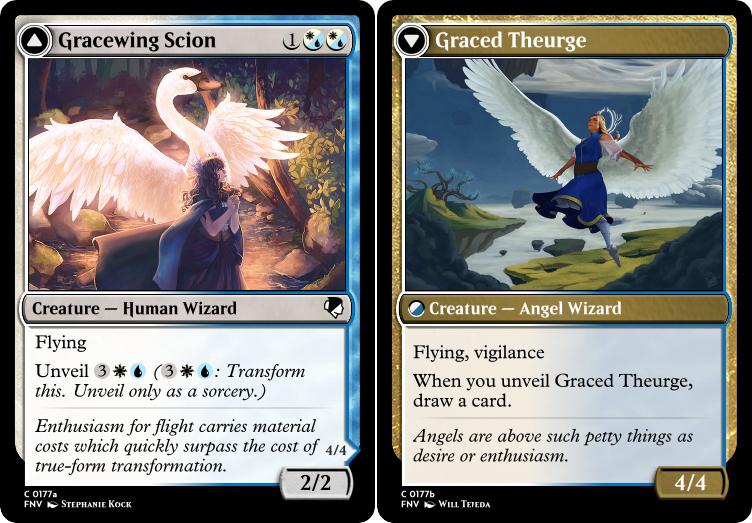 Gracewing Scion 1
Creature — Human Wizard
Flying
Unveil 3 (3 : Transform
this. Unveil only as a sorcery.)
Enthusiasm for flight carries material
costs which quickly surpass the cost of
true-form transformation.
4/4
2/2
C 0177a
FNV Stephanie Kock
Graced Theurge
Creature — Angel Wizard
Flying, vigilance
When you unveil Graced Theurge,
draw a card.
Angels are above such petty things as
desire or enthusiasm.
4/4
C 0177b
FNV Will Tejeda